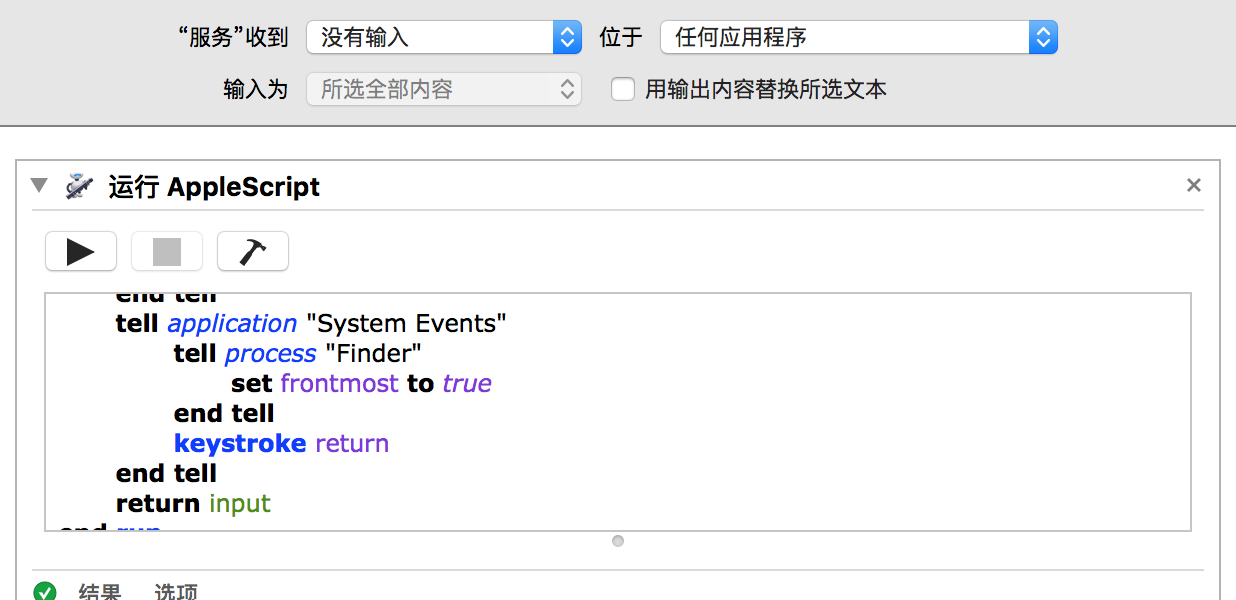 “服务”收到 没有输入 位于 任何应用程序
输入为 所选全部内容 用输出内容替换所选文本
运行 AppleScript
end tell
tell application "System Events"
tell process "Finder"
set frontmost to true
end tell
keystroke return
end tell
return input
end run
结果 选项